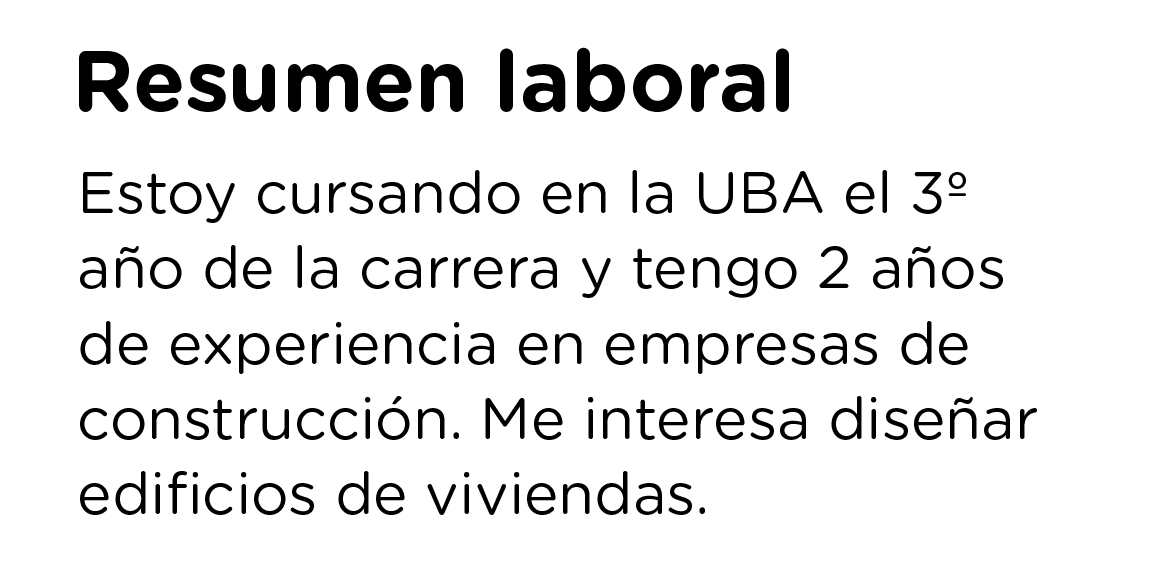 Resumen laboral
Estoy cursando en la UBA el 3º
año de la carrera y tengo 2 años
de experiencia en empresas de
construcción. Me interesa diseñar
edificios de viviendas.